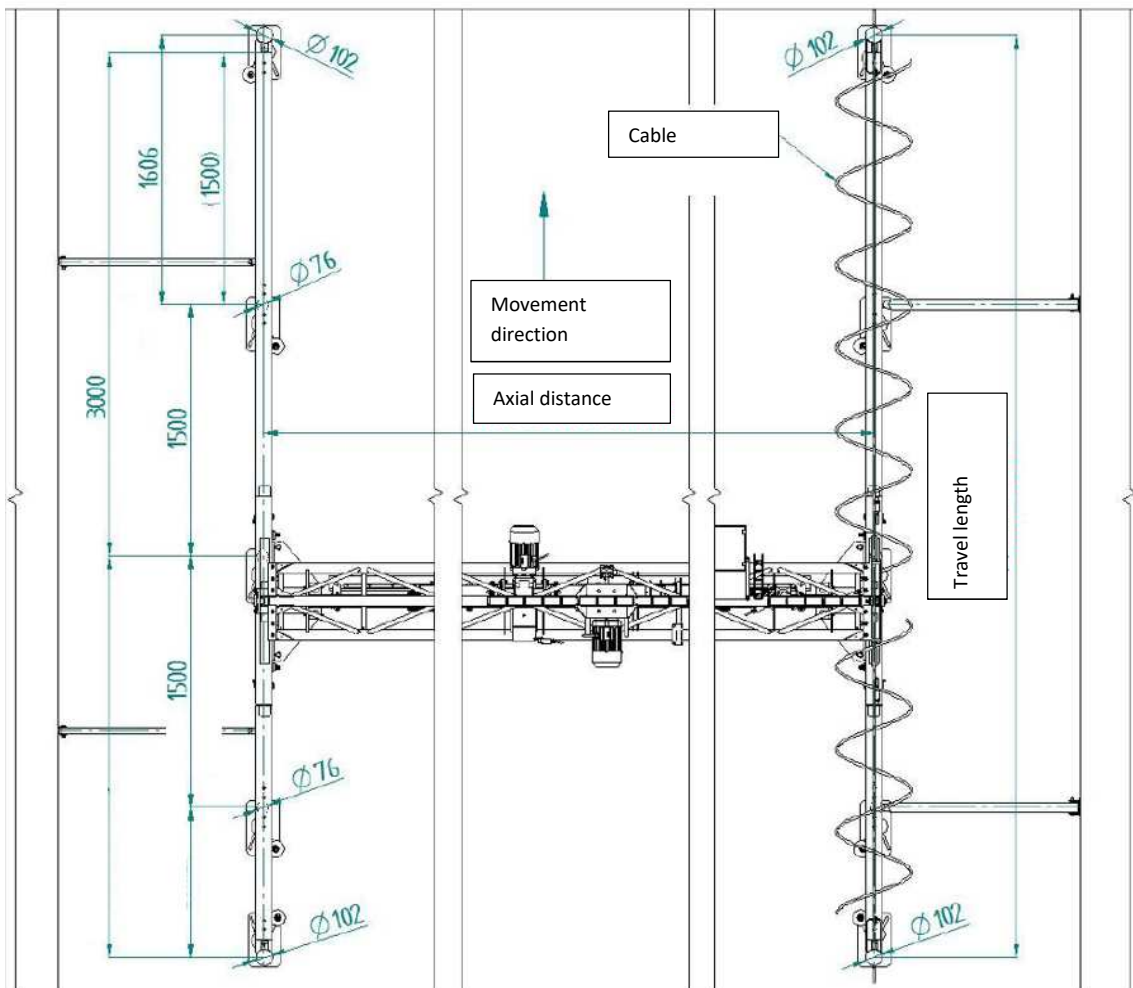 Ø 102
Ø 102
Cable
1606
(1500)
Ø 76
Movement
direction
Axial distance
3000
1500
Travel length
1500
Ø 76
Ø 102
Ø 102